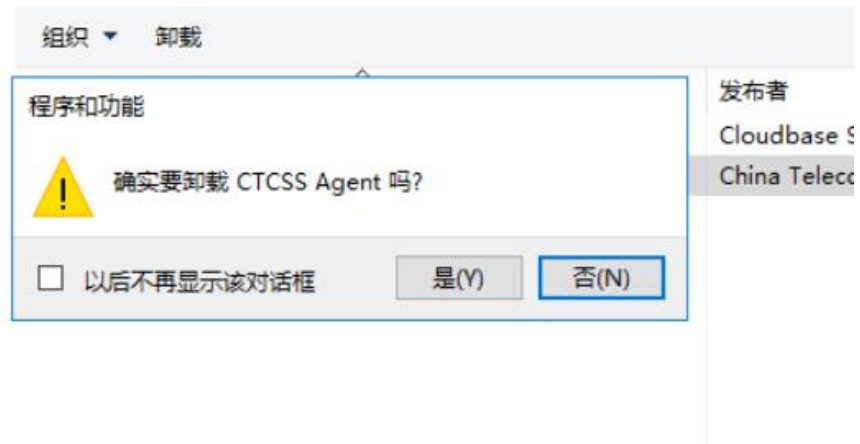 组织 卸载
发布者
程序和功能
Cloudbase
确实要卸载 CTCSS Agent 吗?
China
以后不再显示该对话框 是(Y) 否(N)